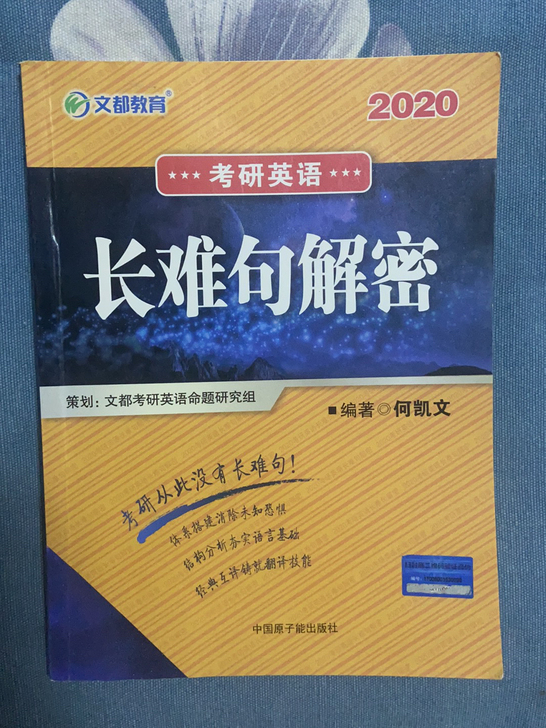 文都教育®
2020
★★★ 考研英语 ★★★
长难句解密
策划：文都考研英语命题研究组
■编著◎何凯文
考研从此没有长难句！
体系搭建消除未知恐惧
结构分析夯实语言基础
经典互译铸就翻译技能
中国原子能出版社